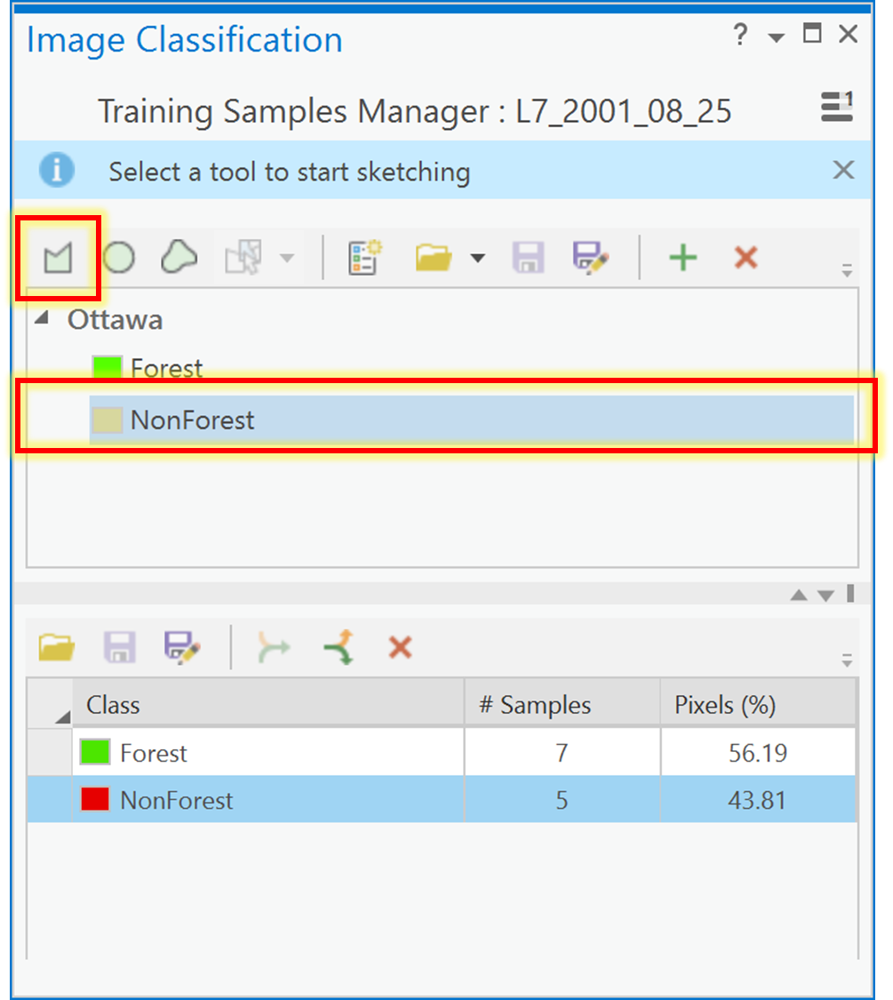 Image Classification ?
Training Samples Manager : L7_2001_08_25 1
Select a tool to start sketching
Ottawa
Forest
NonForest
Class # Samples Pixels (%)
Forest 7 56.19
NonForest 5 43.81